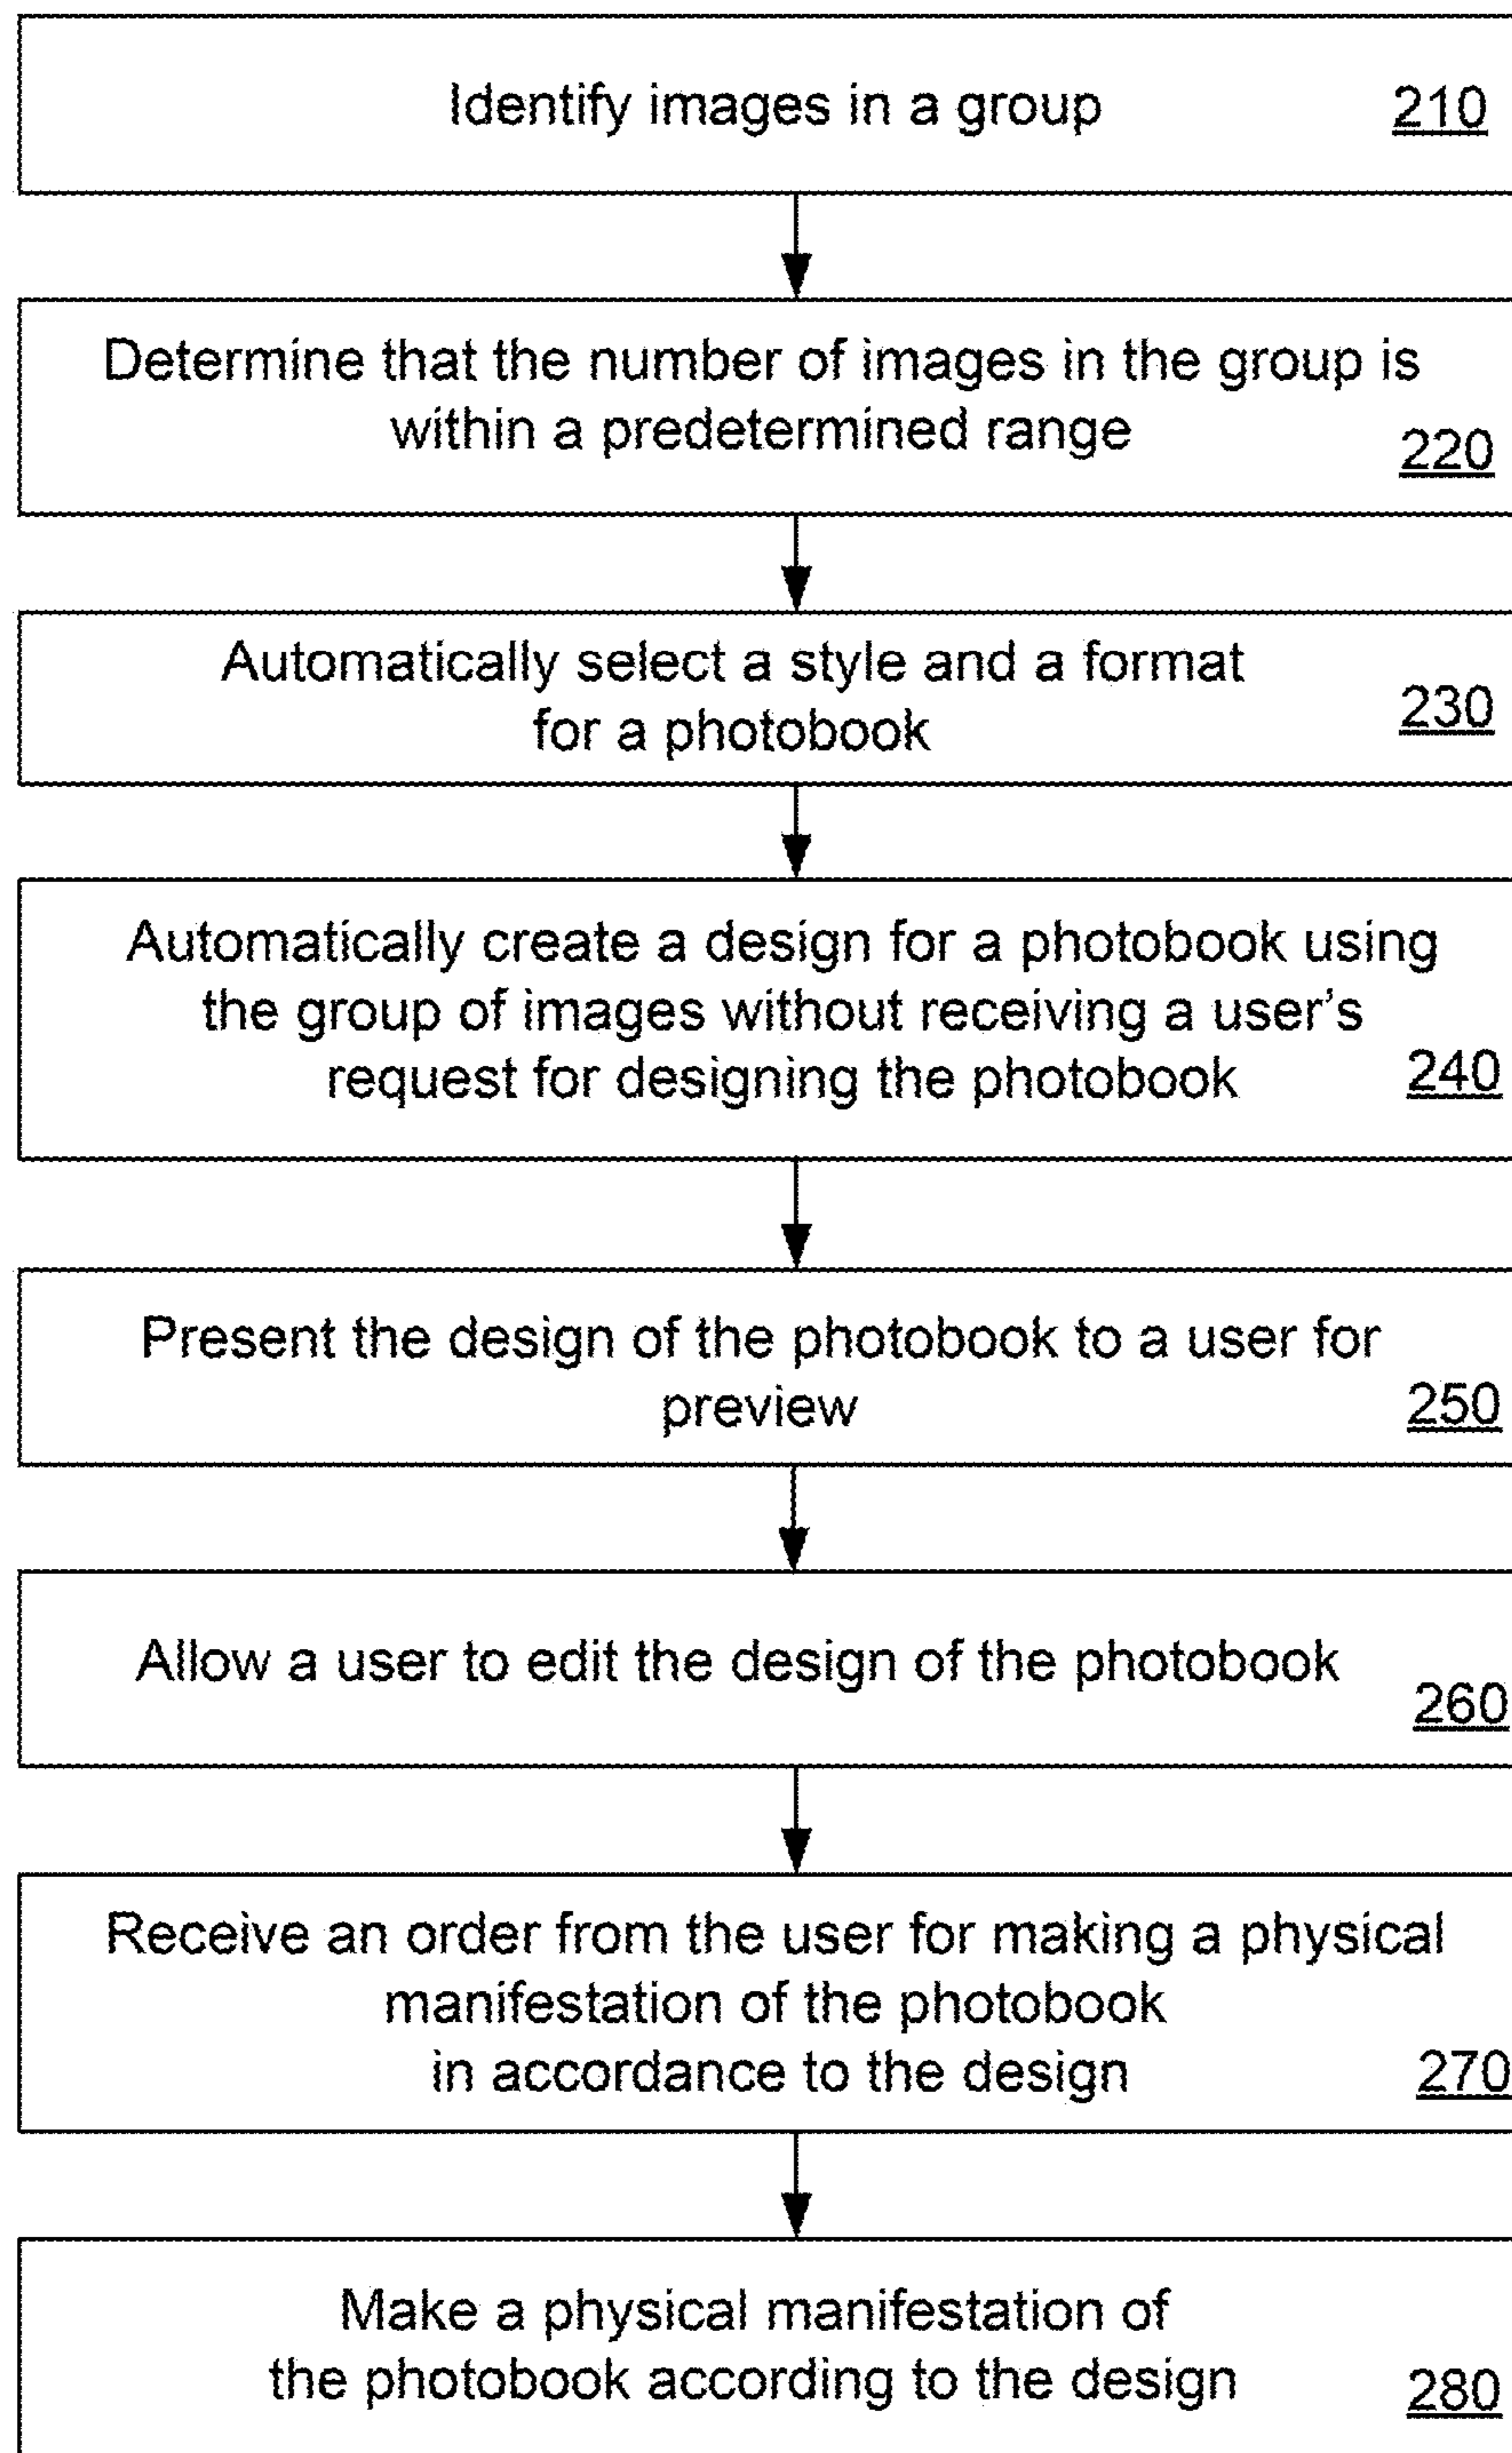 Identify images in a group 210
Determine that the number of images in the group is
within a predetermined range
220
Automatically select a style and a format
for a photobook
230
Automatically create a design for a photobook using
the group of images without receiving a user's
request for designing the photobook 240
Present the design of the photobook to a user for
preview 250
Allow a user to edit the design of the photobook
260
Receive an order from the user for making a physical
manifestation of the photobook
in accordance to the design 270
Make a physical manifestation of
the photobook according to the design 280